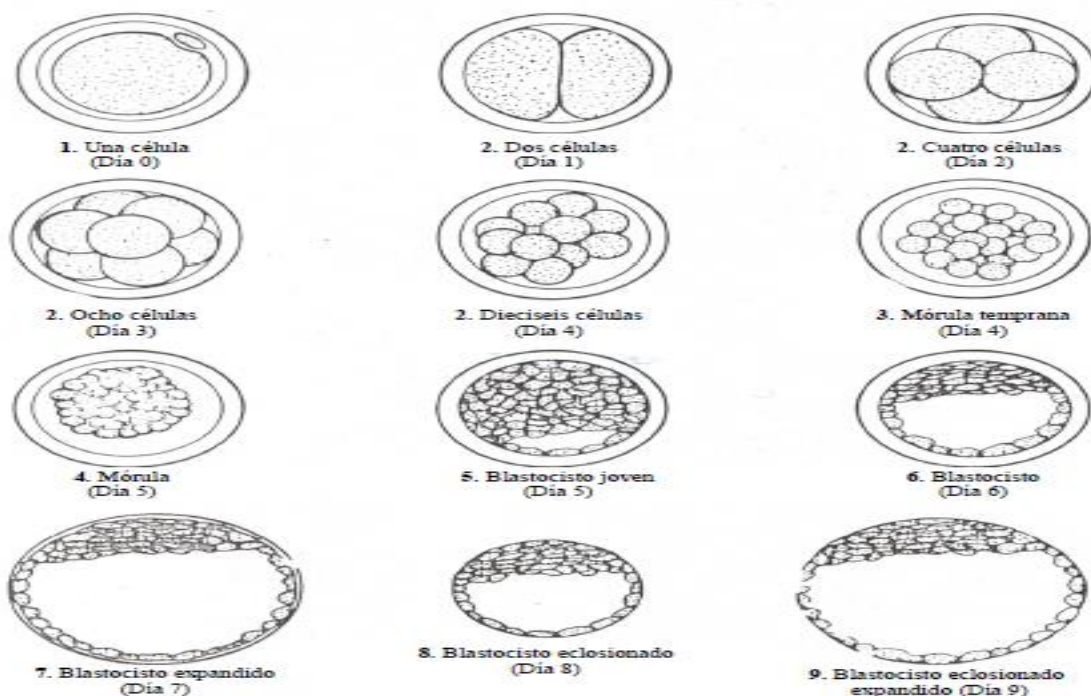 1. Una célula
(Día 0)
2. Dos células
(Día 1)
2. Cuatro células
(Día 2)
2. Ocho células
(Día 3)
2. Dieciseis células
(Día 4)
3. Mórula temprana
(Día 4)
4. Mórula
(Día 5)
5. Blastocisto joven
(Día 5)
6. Blastocisto
(Día 6)
7. Blastocisto expandido
(Día 7)
8. Blastocisto eclosionado
(Día 8)
9. Blastocisto eclosionado
expandido (Día 9)